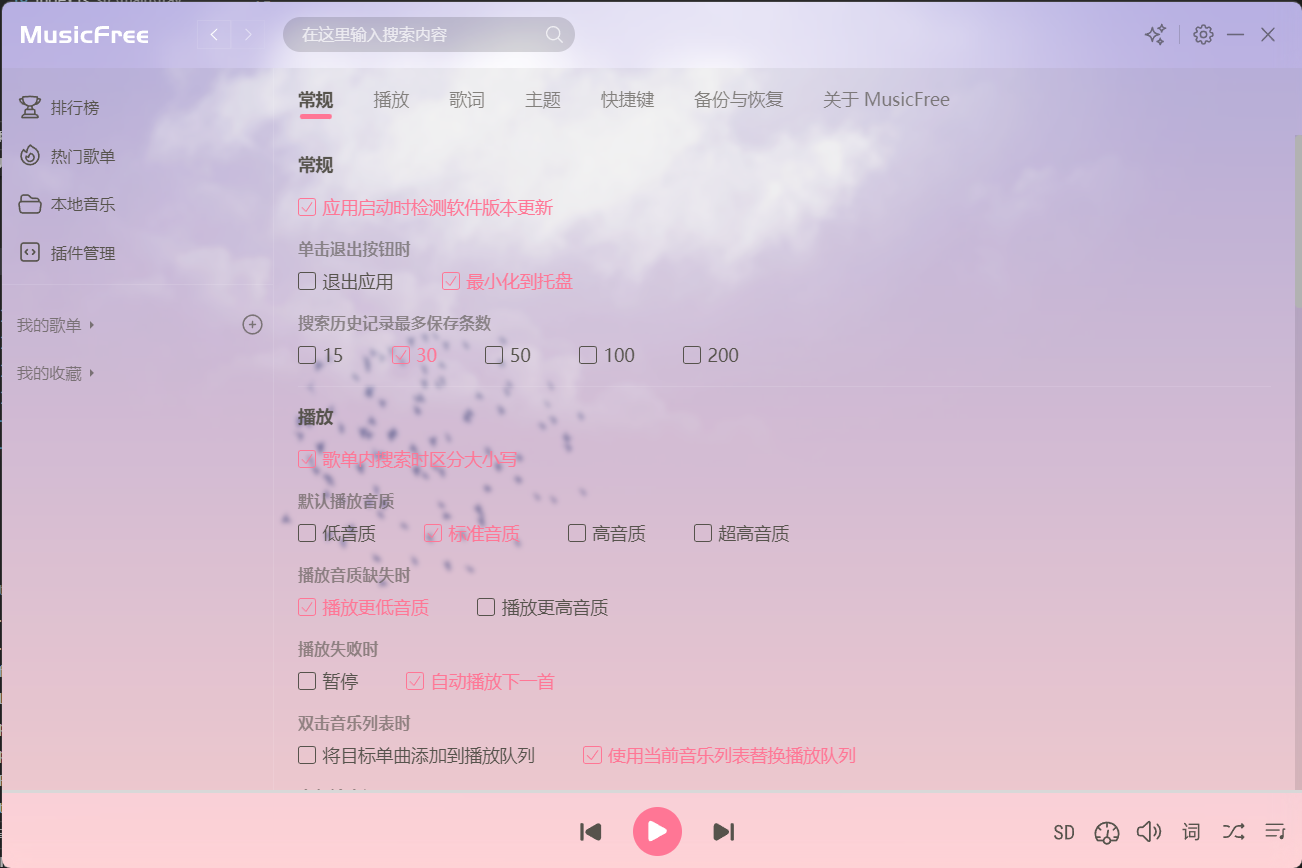 MusicFree
在这里输入搜索内容
排行榜
热门歌单
本地音乐
插件管理
我的歌单
我的收藏
常规 播放 歌词 主题 快捷键 备份与恢复 关于 MusicFree
常规
应用启动时检测软件版本更新
单击退出按钮时
退出应用 最小化到托盘
搜索历史记录最多保存条数
15 30 50 100 200
播放
歌单内搜索时区分大小写
默认播放音质
低音质 标准音质 高音质 超高音质
播放音质缺失时
播放更低音质 播放更高音质
播放失败时
暂停 自动播放下一首
双击音乐列表时
将目标单曲添加到播放队列 使用当前音乐列表替换播放队列
SD 词